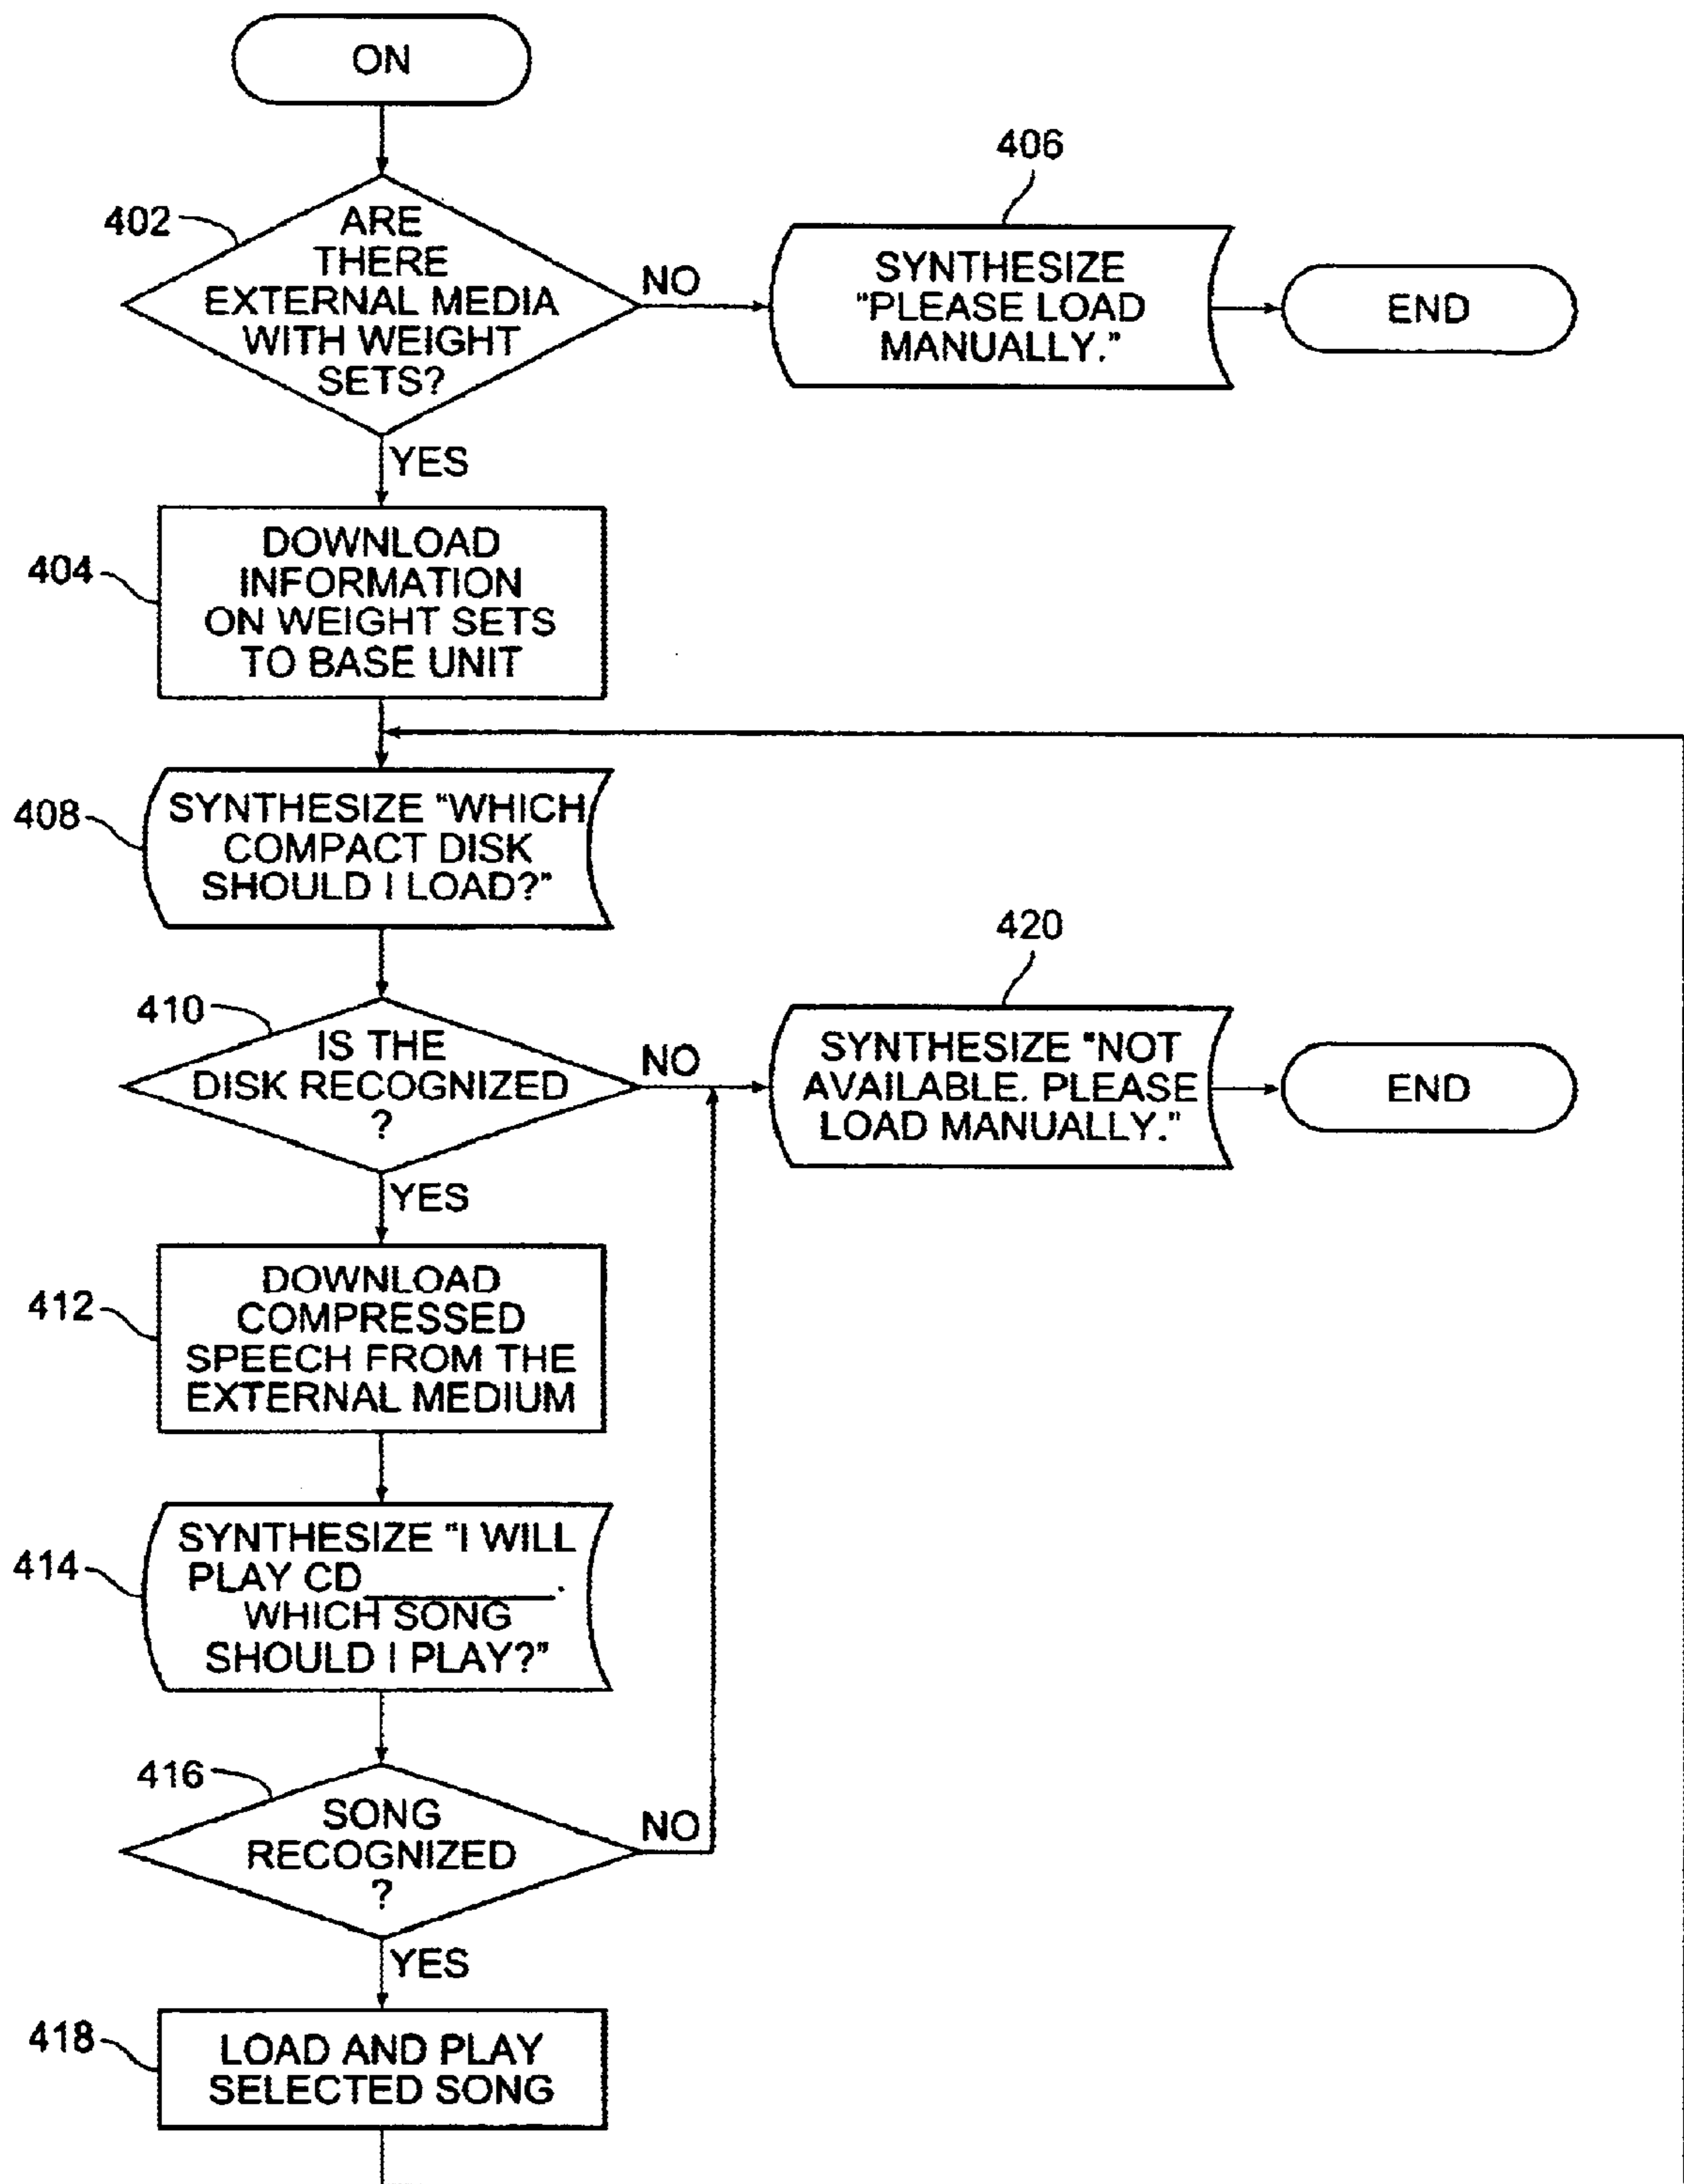 ON
402
ARE
THERE
EXTERNAL MEDIA
WITH WEIGHT
SETS?
NO
406
SYNTHESIZE
"PLEASE LOAD
MANUALLY."
END
YES
404
DOWNLOAD
INFORMATION
ON WEIGHT SETS
TO BASE UNIT
408
SYNTHESIZE "WHICH
COMPACT DISK
SHOULD I LOAD?"
410
IS THE
DISK RECOGNIZED
?
NO
420
SYNTHESIZE "NOT
AVAILABLE. PLEASE
LOAD MANUALLY."
END
YES
412
DOWNLOAD
COMPRESSED
SPEECH FROM THE
EXTERNAL MEDIUM
414
SYNTHESIZE "I WILL
PLAY CD_________.
WHICH SONG
SHOULD I PLAY?"
416
SONG
RECOGNIZED
?
NO
YES
418
LOAD AND PLAY
SELECTED SONG